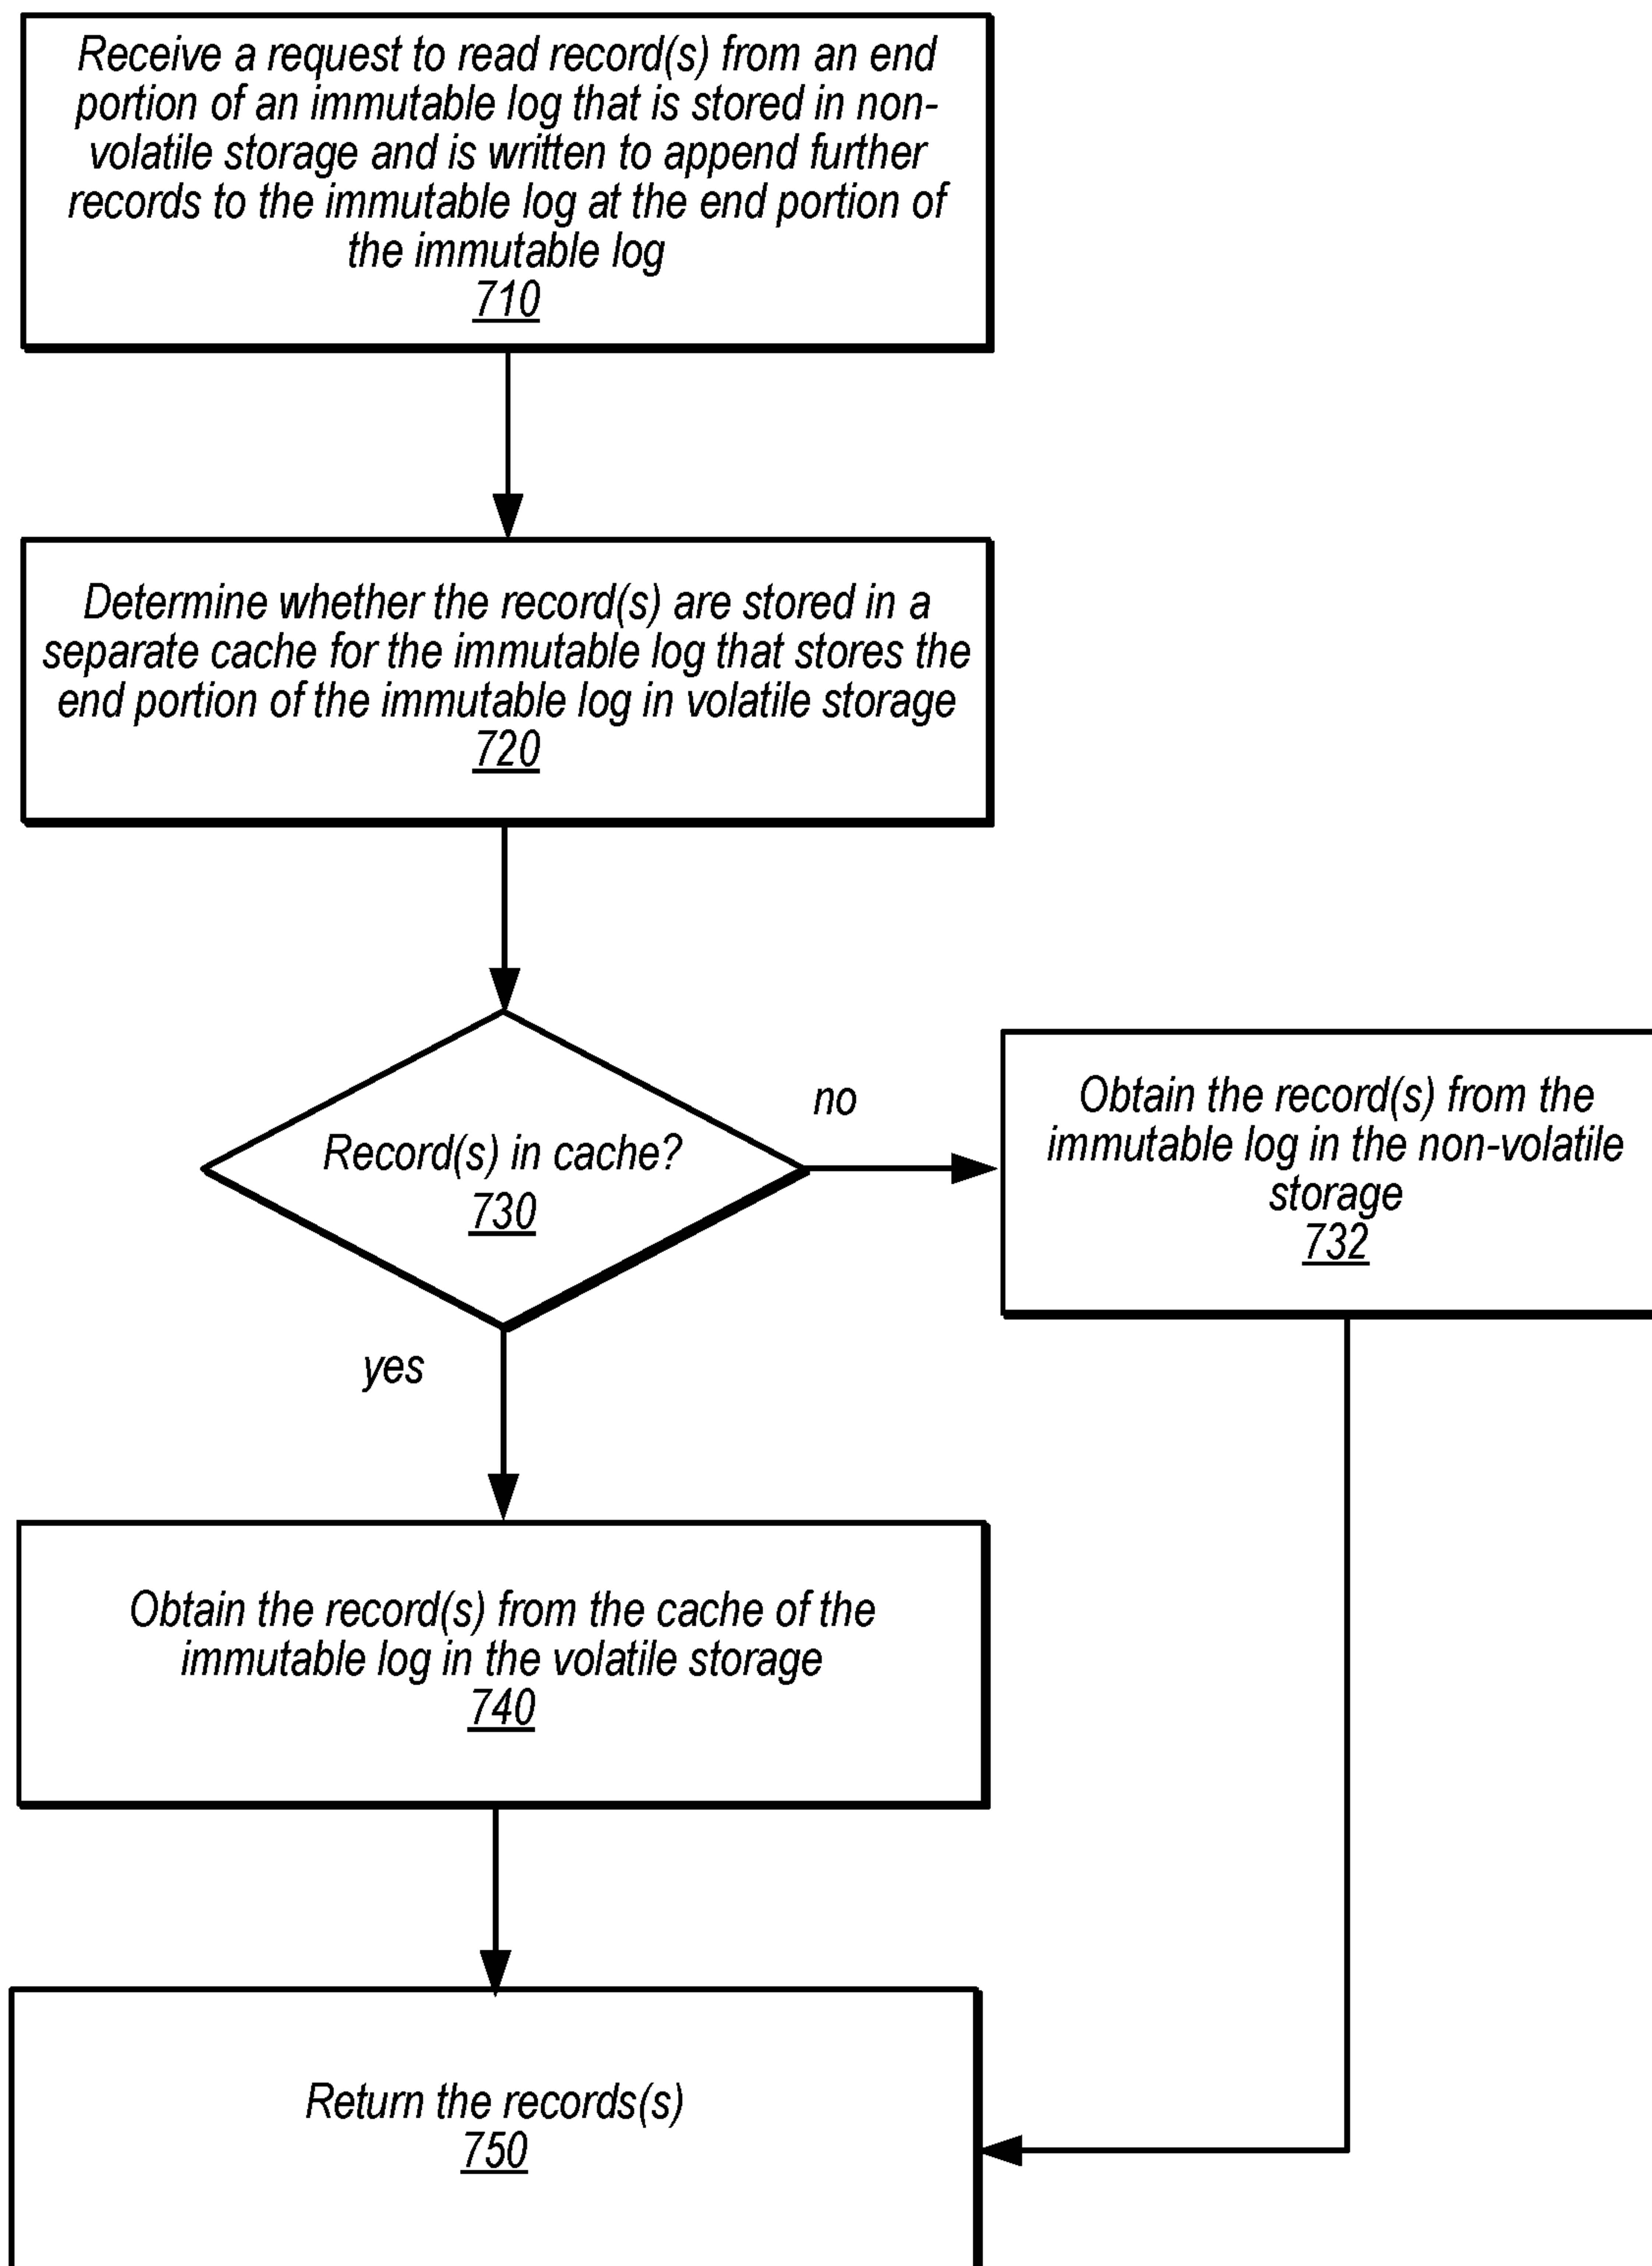 Receive a request to read record(s) from an end
portion of an immutable log that is stored in non-
volatile storage and is written to append further
records to the immutable log at the end portion of
the immutable log
710
Determine whether the record(s) are stored in a
separate cache for the immutable log that stores the
end portion of the immutable log in volatile storage
720
Record(s) in cache?
730
no
Obtain the record(s) from the
immutable log in the non-volatile
storage
732
yes
Obtain the record(s) from the cache of the
immutable log in the volatile storage
740
Return the records(s)
750